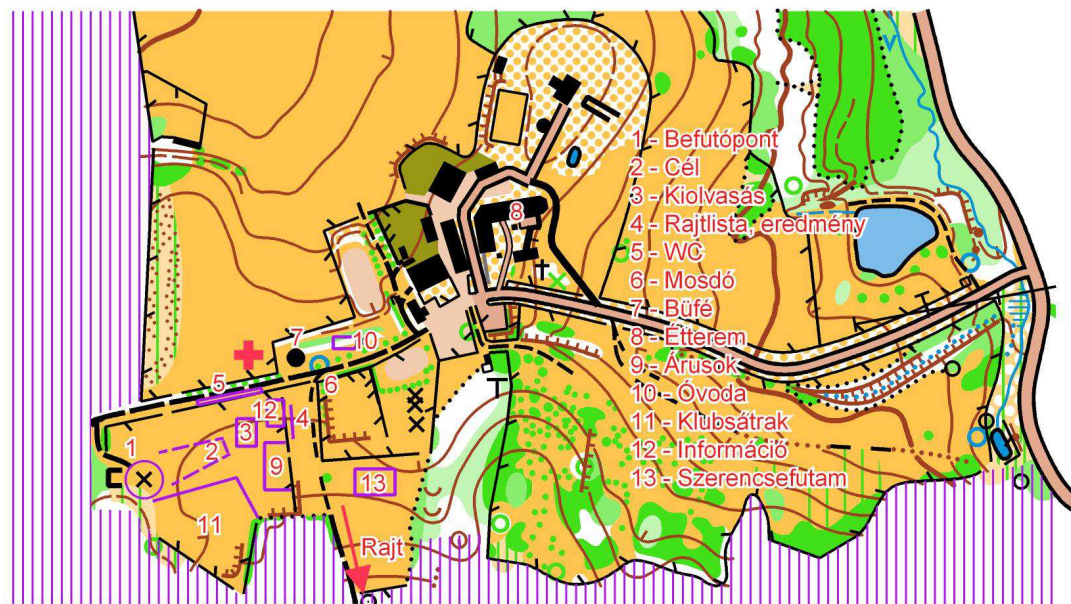 1 - Befutópont
2 - Cél
3 - Kiolvasás
4 - Rajtlista, eredmény
5 - WC
6 - Mosdó
7 - Büfé
8 - Étterem
9 - Árusok
10 - Óvoda
11 - Klubsátrak
12 - Információ
13 - Szerencsefutam
8
7
10
5
6
12
4
1
2
3
9
13
11
Rajt